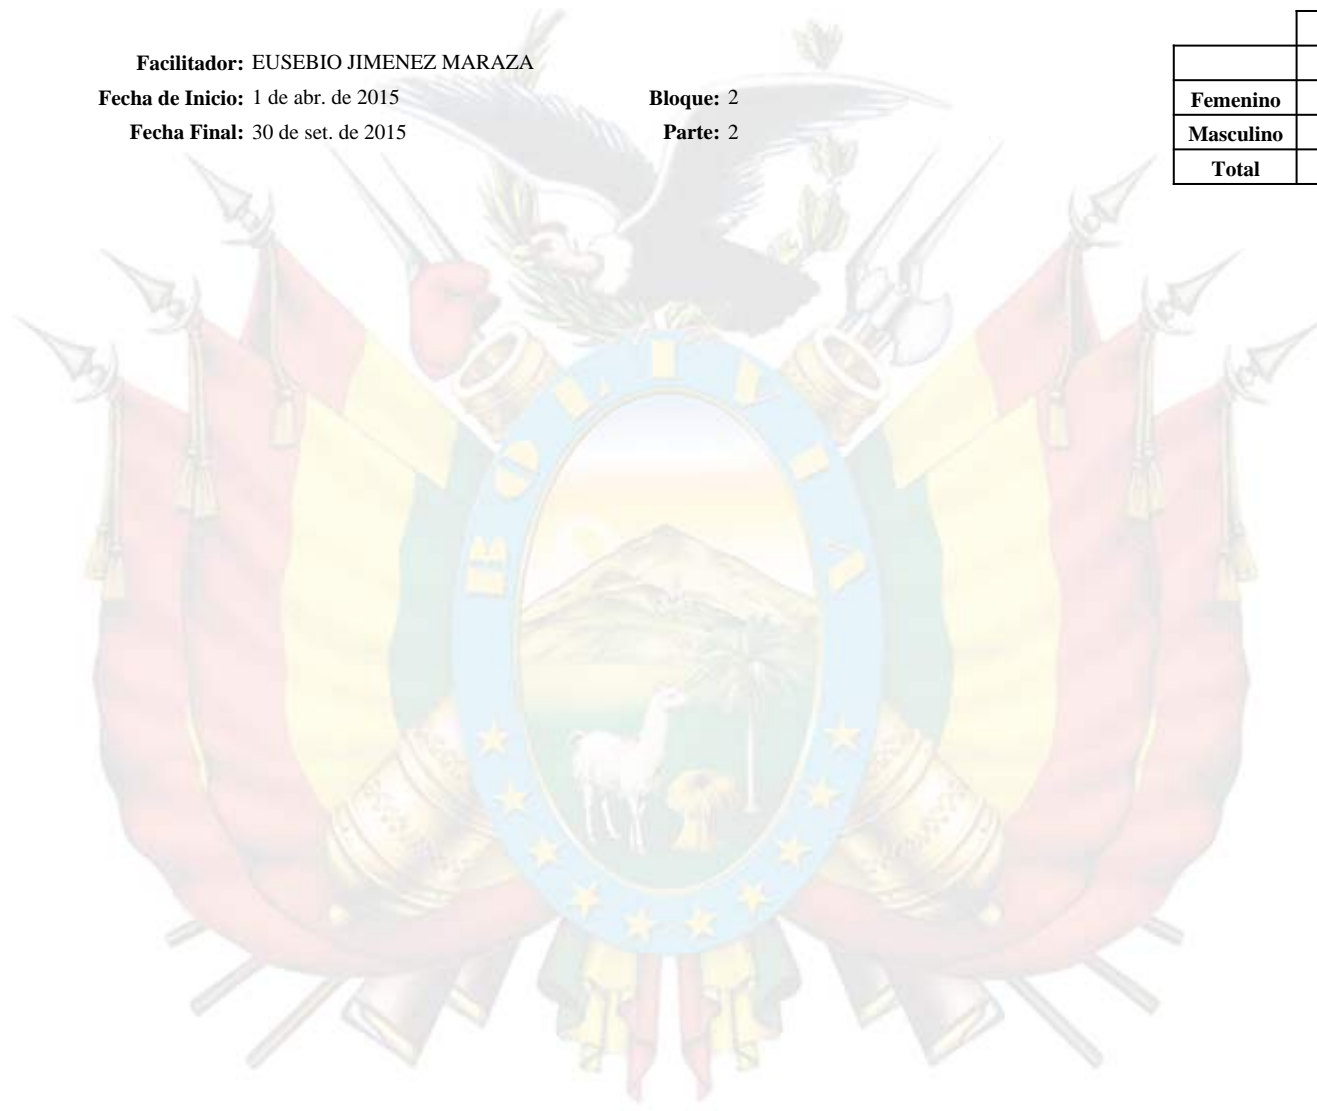 Facilitador: EUSEBIO JIMENEZ MARAZA
Fecha de Inicio: 1 de abr. de 2015 Bloque: 2
Fecha Final: 30 de set. de 2015 Parte: 2
Femenino
Masculino
Total
BOLIVIA